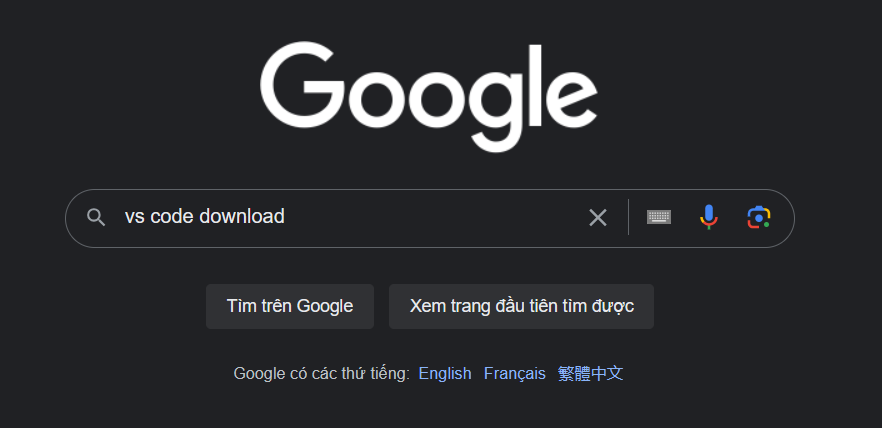 Google
vs code download
Tìm trên Google Xem trang đầu tiên tìm được
Google có các thứ tiếng: English Français 繁體中文